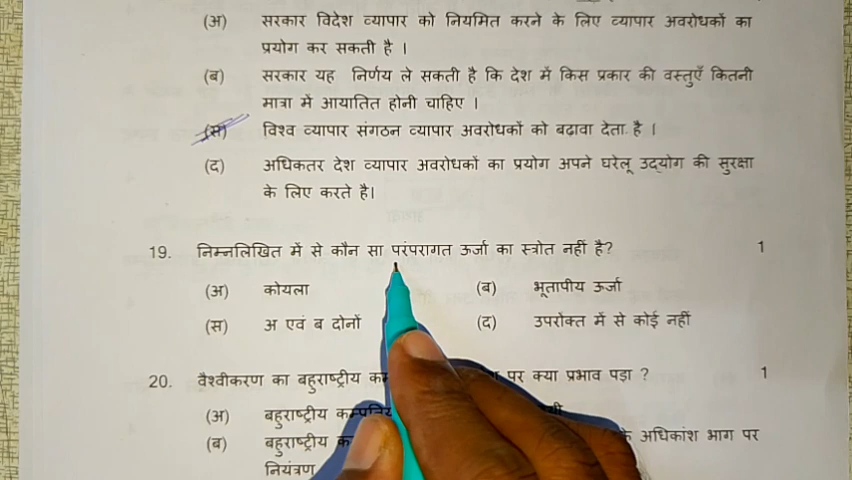 (अ) सरकार विदेश व्यापार को नियमित करने के लिए व्यापार अवरोधकों का
प्रयोग कर सकती है ।
(ब) सरकार यह निर्णय ले सकती है कि देश में किस प्रकार की वस्तुएँ कितनी
मात्रा में आयातित होनी चाहिए ।
(स) विश्व व्यापार संगठन व्यापार अवरोधकों को बढ़ावा देता है ।
(द) अधिकतर देश व्यापार अवरोधकों का प्रयोग अपने घरेलू उद्योग की सुरक्षा
के लिए करते है।
19. निम्नलिखित में से कौन सा परंपरागत ऊर्जा का स्त्रोत नहीं है? 1
(अ) कोयला (ब) भूतापीय ऊर्जा
(स) अ एवं ब दोनों (द) उपरोक्त में से कोई नहीं
20. वैश्वीकरण का बहुराष्ट्रीय पर क्या प्रभाव पड़ा ? 1
(अ) बहुराष्ट्रीय
(ब) बहुराष्ट्रीय के अधिकांश भाग पर
नियंत्रण